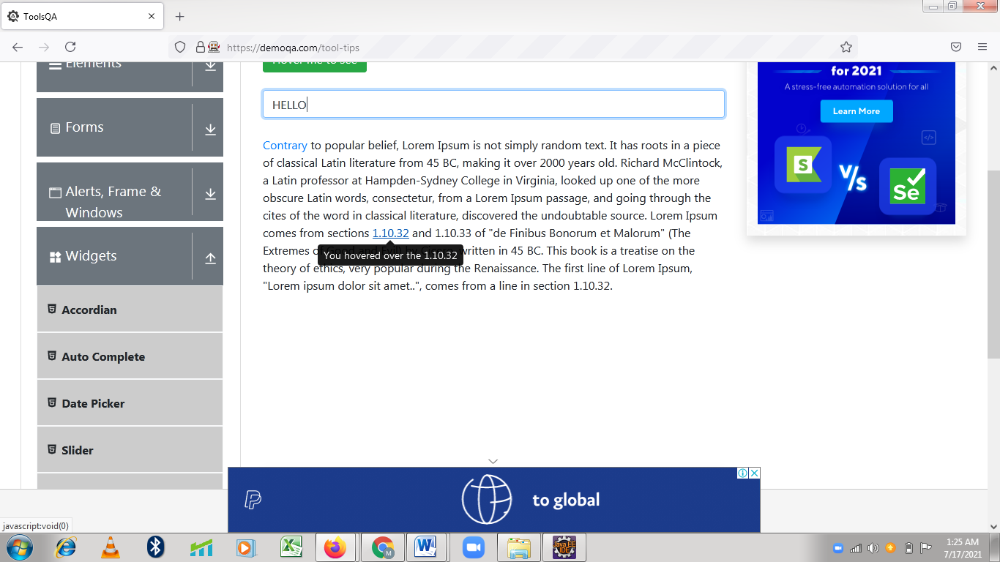 ToolsQA
https://demoqa.com/tool-tips
Elements
Forms
Alerts, Frame &
Windows
Widgets
Accordian
Auto Complete
Date Picker
Slider
Hover me to see
HELLO
Contrary to popular belief, Lorem Ipsum is not simply random text. It has roots in a piece
of classical Latin literature from 45 BC, making it over 2000 years old. Richard McClintock,
a Latin professor at Hampden-Sydney College in Virginia, looked up one of the more
obscure Latin words, consectetur, from a Lorem Ipsum passage, and going through the
cites of the word in classical literature, discovered the undoubtable source. Lorem Ipsum
comes from sections 1.10.32 and 1.10.33 of "de Finibus Bonorum et Malorum" (The
Extremes of Good and Evil) by Cicero, written in 45 BC. This book is a treatise on the
You hovered over the 1.10.32
theory of ethics, very popular during the Renaissance. The first line of Lorem Ipsum,
"Lorem ipsum dolor sit amet..", comes from a line in section 1.10.32.
for 2021
A stress-free automation solution for all
Learn More
S
V/s
Se
to global
javascript:void(0)
M
Java EE
IDE
1:25 AM
7/17/2021